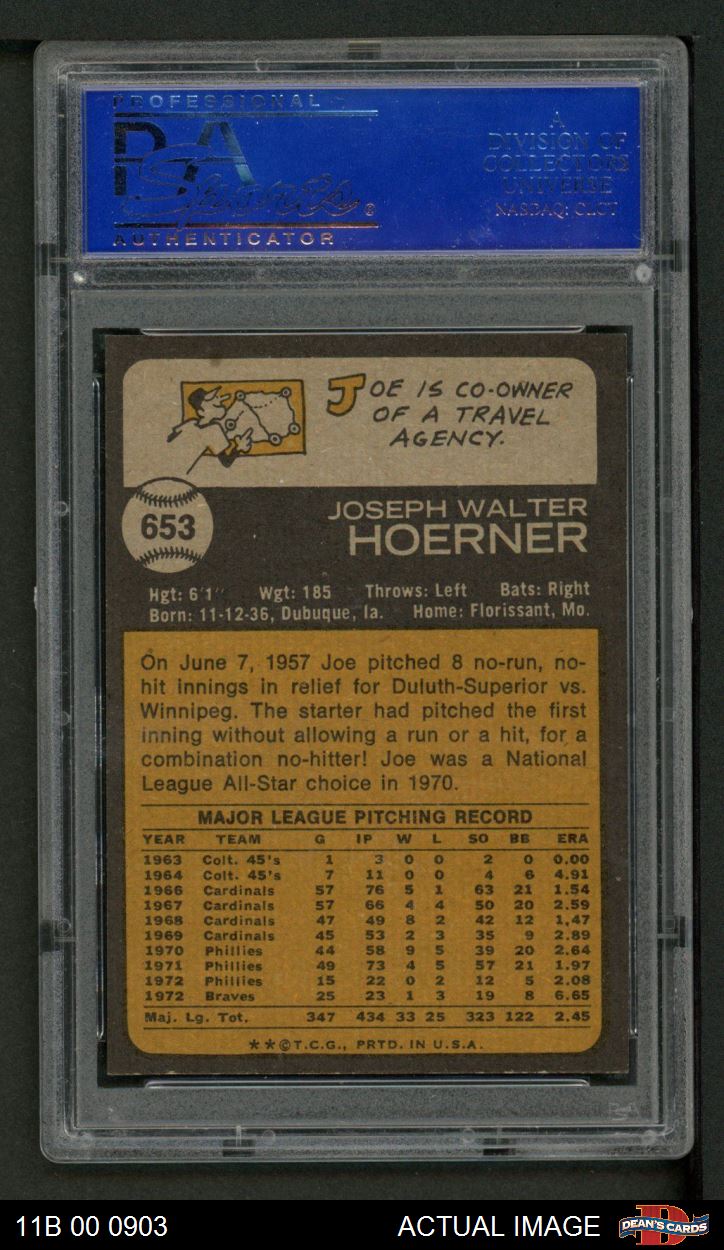 PROFESSIONAL
PSA
Sports
AUTHENTICATOR
A
DIVISION OF
COLLECTORS
UNIVERSE
NASDAQ: CLCT
JOE IS CO-OWNER
OF A TRAVEL
AGENCY.
653
JOSEPH WALTER
HOERNER
Hgt: 6'1" Wgt: 185 Throws: Left Bats: Right
Born: 11-12-36, Dubuque, Ia. Home: Florissant, Mo.
On June 7, 1957 Joe pitched 8 no-run, no-
hit innings in relief for Duluth-Superior vs.
Winnipeg. The starter had pitched the first
inning without allowing a run or a hit, for a
combination no-hitter! Joe was a National
League All-Star choice in 1970.
MAJOR LEAGUE PITCHING RECORD
YEAR TEAM G IP W L SO BB ERA
1963 Colt. 45's 1 3 0 0 2 0 0.00
1964 Colt. 45's 7 11 0 0 4 6 4.91
1966 Cardinals 57 76 5 1 63 21 1.54
1967 Cardinals 57 66 4 4 50 20 2.59
1968 Cardinals 47 49 8 2 42 12 1.47
1969 Cardinals 45 53 2 3 35 9 2.89
1970 Phillies 44 58 9 5 39 20 2.64
1971 Phillies 49 73 4 5 57 21 1.97
1972 Phillies 15 22 0 2 12 5 2.08
1972 Braves 25 23 1 3 19 8 6.65
Maj. Lg. Tot. 347 434 33 25 323 122 2.45
**©T.C.G., PRTD. IN U.S.A.
PSA
11B 00 0903 ACTUAL IMAGE
DEAN'S CARDS